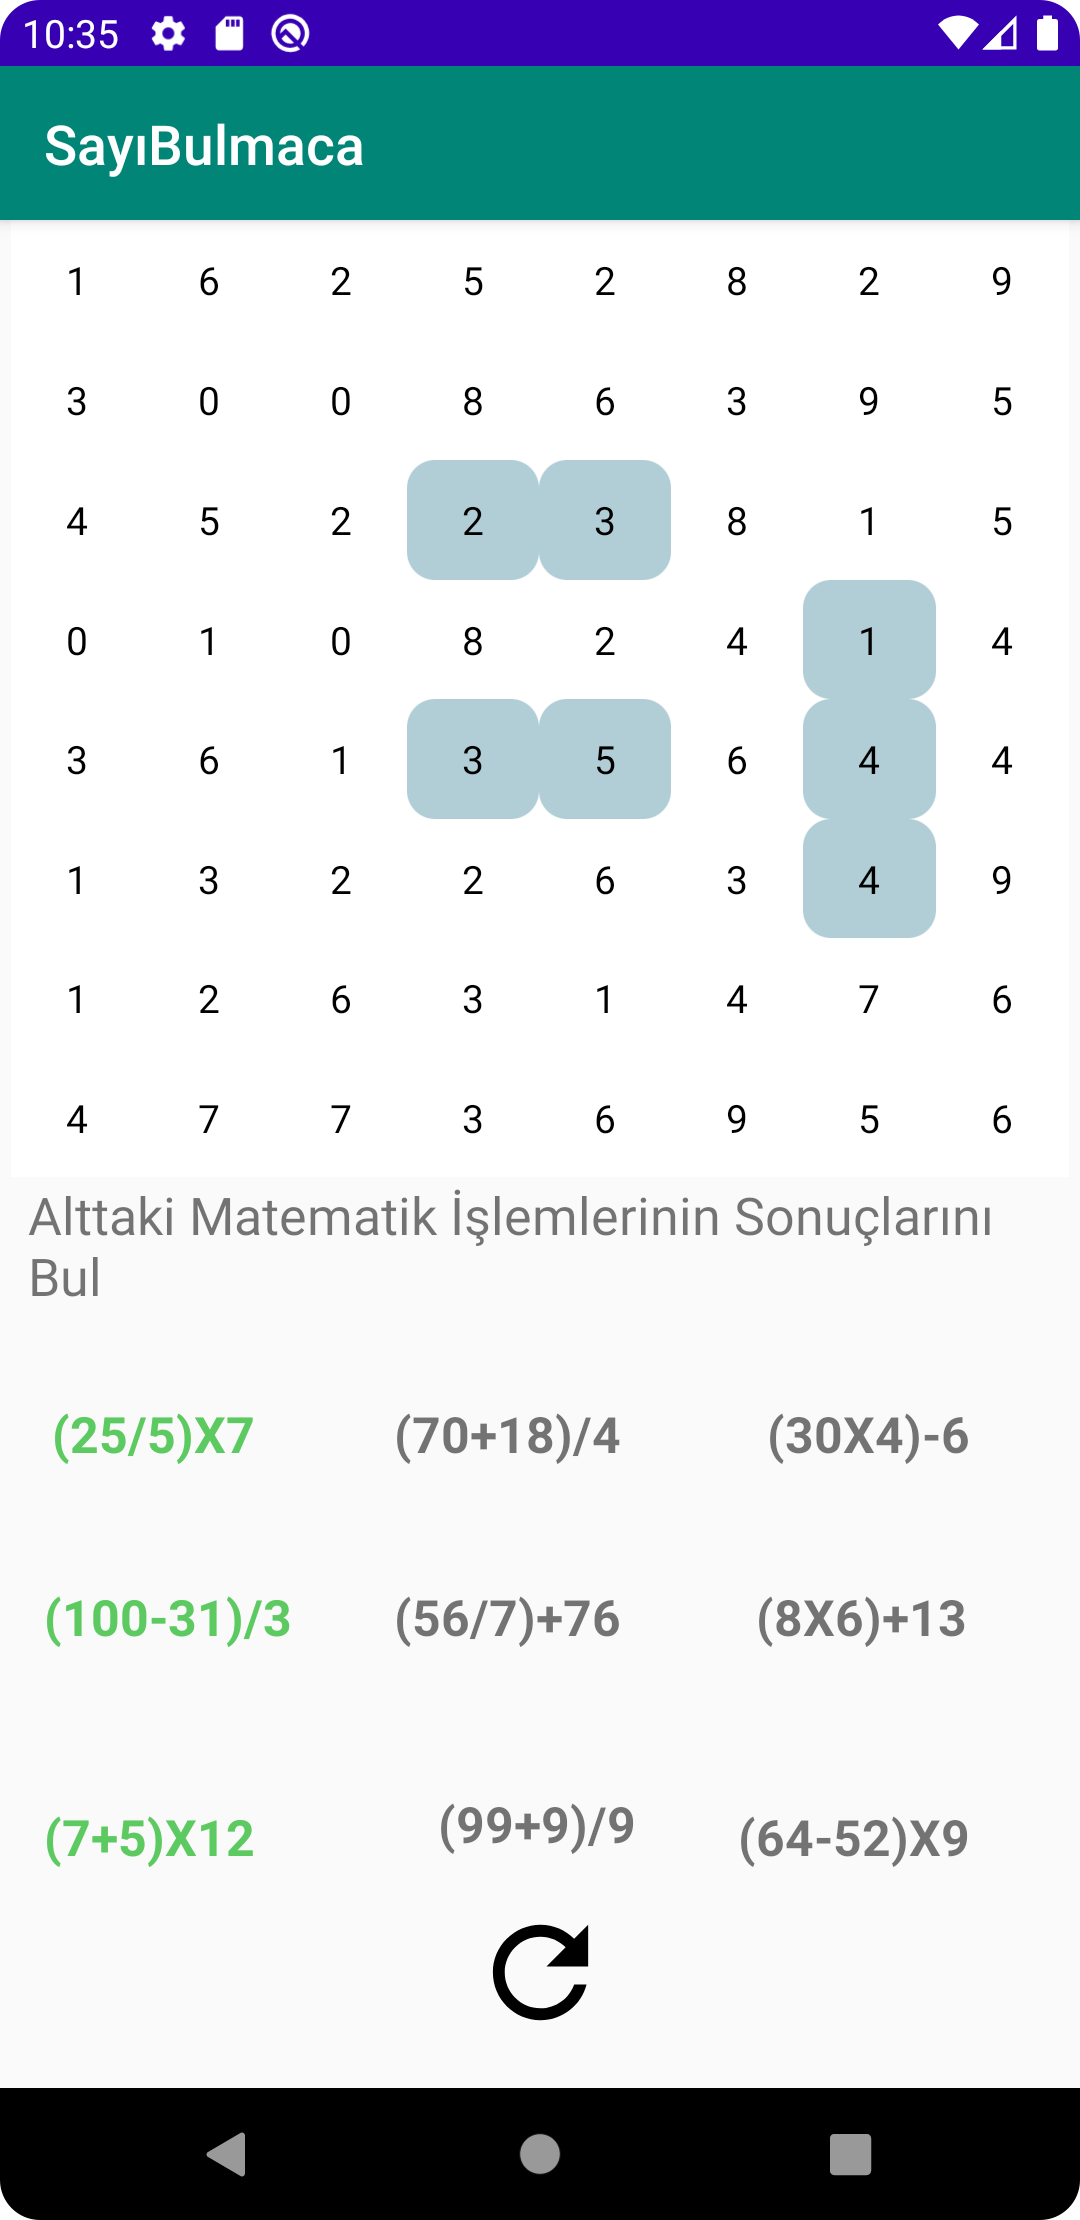 10:35
SayıBulmaca
1 6 2 5 2 8 2 9
3 0 0 8 6 3 9 5
4 5 2 2 3 8 1 5
0 1 0 8 2 4 1 4
3 6 1 3 5 6 4 4
1 3 2 2 6 3 4 9
1 2 6 3 1 4 7 6
4 7 7 3 6 9 5 6
Alttaki Matematik İşlemlerinin Sonuçlarını
Bul
(25/5)X7 (70+18)/4 (30X4)-6
(100-31)/3 (56/7)+76 (8X6)+13
(7+5)X12 (99+9)/9 (64-52)X9